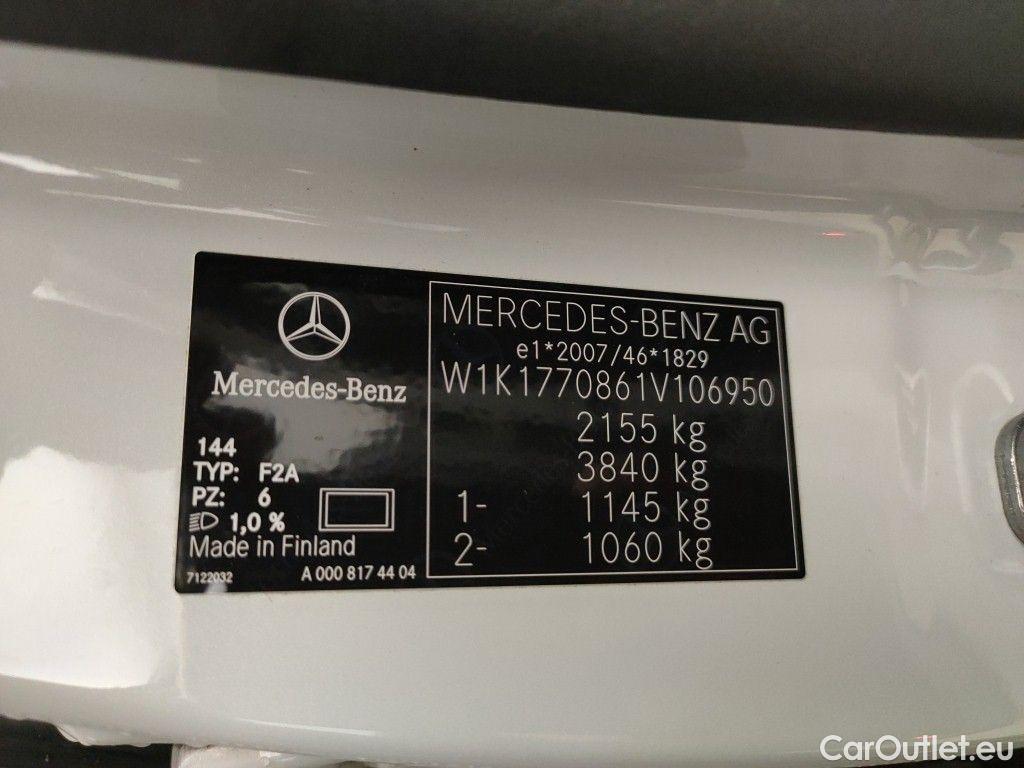 Mercedes-Benz
144
TYP: F2A
PZ: 6
1,0 %
Made in Finland
7122032 A 000 817 44 04
MERCEDES-BENZ AG
e1*2007/46*1829
W1K1770861V106950
2155 kg
3840 kg
1- 1145 kg
2- 1060 kg
CarOutlet.eu